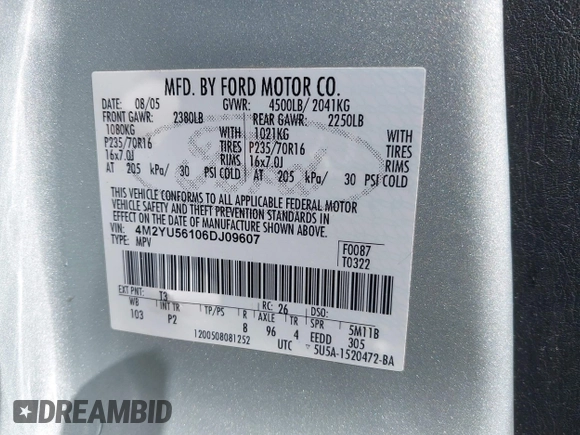 MFD. BY FORD MOTOR CO.
DATE: 08/05 GVWR: 4500LB/ 2041KG
FRONT GAWR: 2380LB REAR GAWR: 2250LB
1080KG WITH 1021KG WITH
P235/70R16 TIRES P235/70R16 TIRES
16x7.0J RIMS 16x7.0J RIMS
AT 205 kPa/ 30 PSI COLD AT 205 kPa/ 30 PSI COLD
THIS VEHICLE CONFORMS TO ALL APPLICABLE FEDERAL MOTOR
VEHICLE SAFETY AND THEFT PREVENTION STANDARDS IN
EFFECT ON THE DATE OF MANUFACTURE SHOWN ABOVE.
VIN: 4M2YU56106DJ09607
TYPE: MPV
F0087
T0322
EXT PNT: T3 RC: 26 DSO:
WB INT TR TP/PS R AXLE TR SPR 5M11B
103 P2 8 96 4 EEDD 305
UTC 5U5A-1520472-BA
1200508081252
DREAMBID